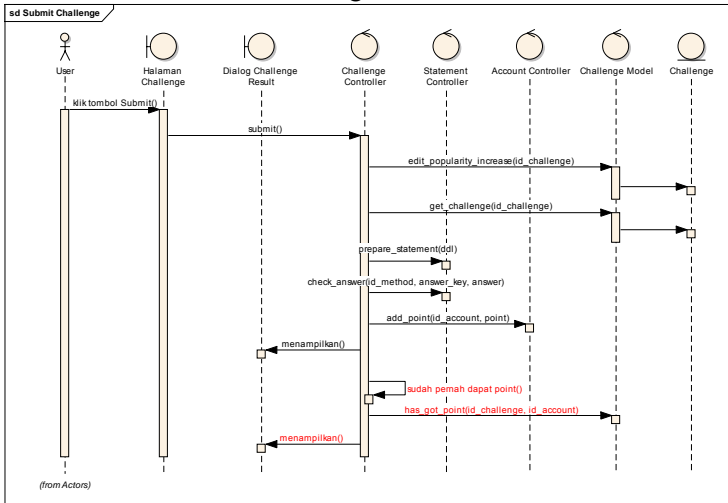 sd Submit Challenge
User
Halaman
Challenge
Dialog Challenge
Result
Challenge
Controller
Statement
Controller
Account Controller
Challenge Model
Challenge
klik tombol Submit()
submit()
edit_popularity_increase(id_challenge)
get_challenge(id_challenge)
prepare_statement(ddl)
check_answer(id_method, answer_key, answer)
add_point(id_account, point)
menampilkan()
sudah pernah dapat point()
has_got_point(id_challenge, id_account)
menampilkan()
(from Actors)